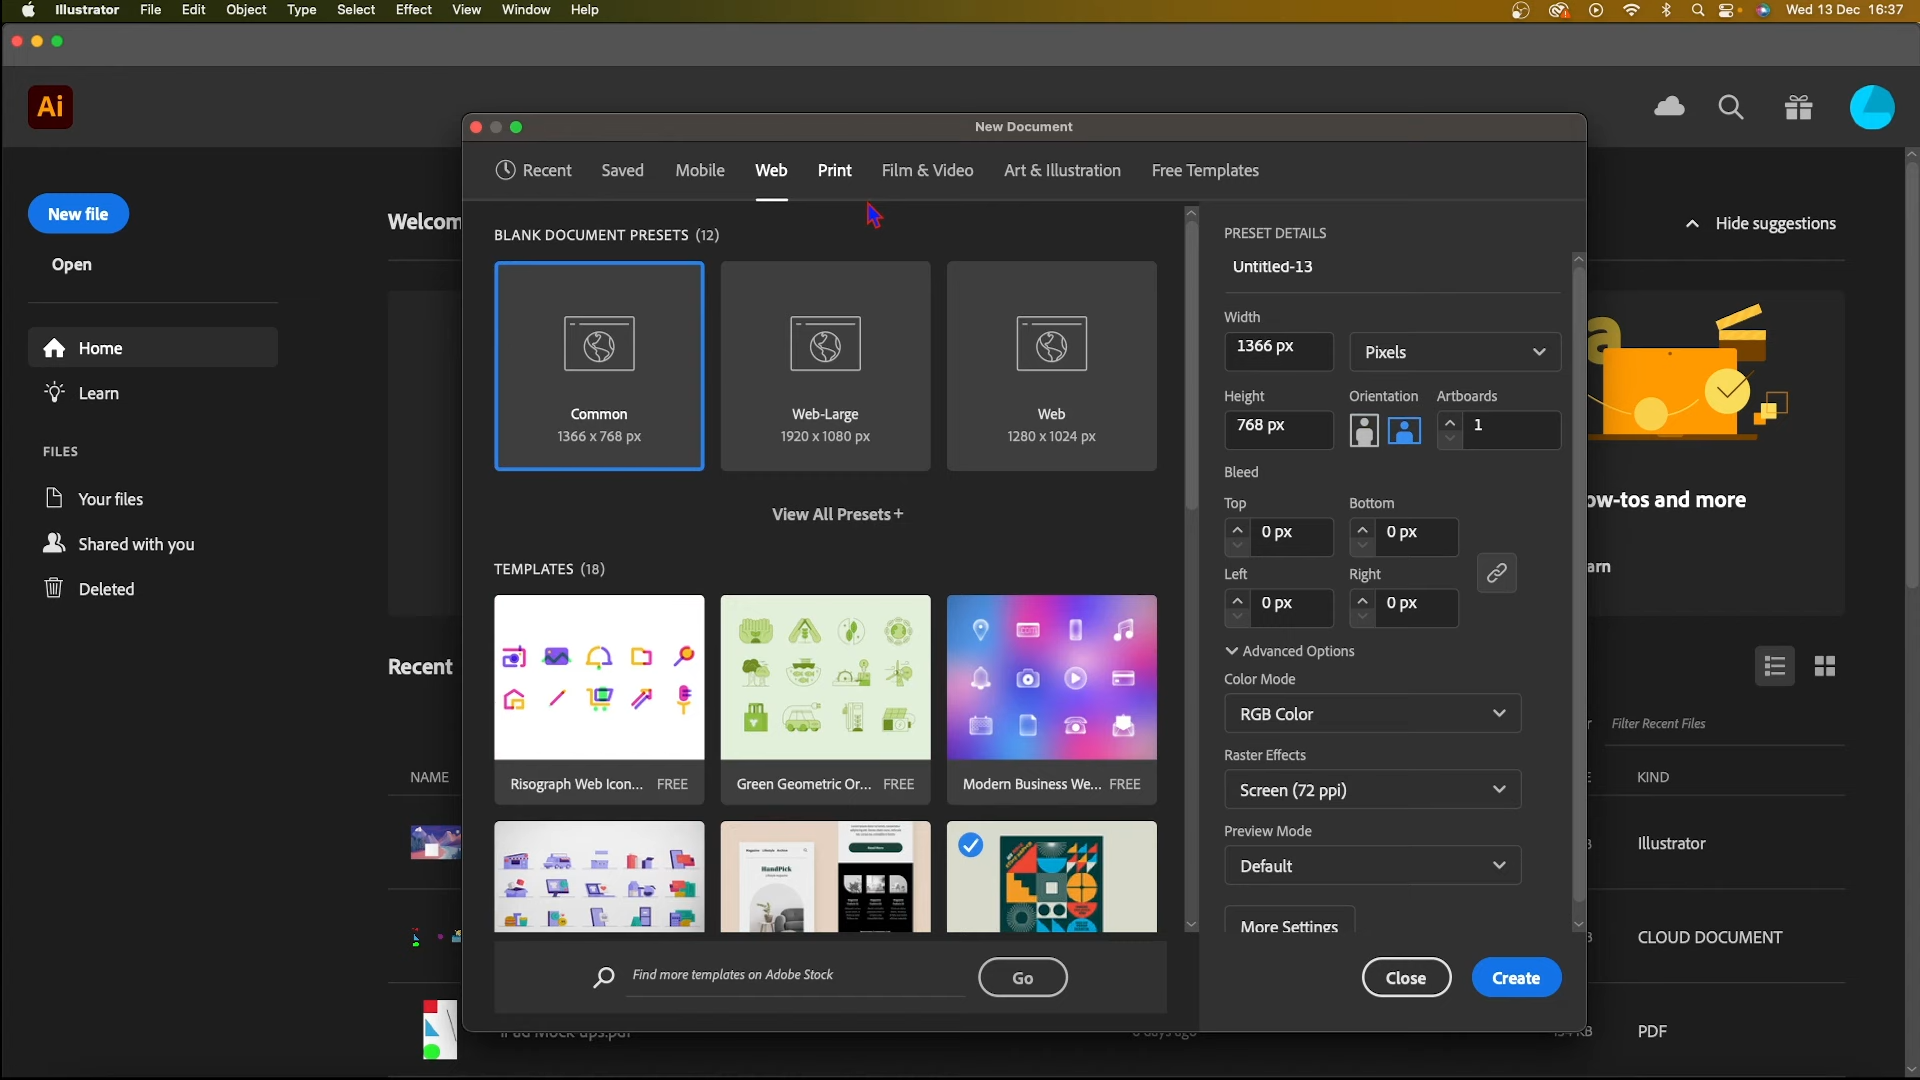 Illustrator File Edit Object Type Select Effect View Window Help Wed 13 Dec 16:37
Ai
New Document
Recent Saved Mobile Web Print Film & Video Art & Illustration Free Templates
New file
Open
Home
Learn
FILES
Your files
Shared with you
Deleted
Welcom
Recent
NAME
BLANK DOCUMENT PRESETS (12)
Common
1366 x 768 px
Web-Large
1920 x 1080 px
Web
1280 x 1024 px
View All Presets +
TEMPLATES (18)
Risograph Web Icon... FREE
Green Geometric Or... FREE
Modern Business We... FREE
HandPick
Find more templates on Adobe Stock
Go
PRESET DETAILS
Untitled-13
Width
1366 px
Pixels
Height
Orientation
Artboards
768 px
1
Bleed
Top
Bottom
0 px
0 px
Left
Right
0 px
0 px
Advanced Options
Color Mode
RGB Color
Raster Effects
Screen (72 ppi)
Preview Mode
Default
More Settings
Close
Create
Hide suggestions
ow-tos and more
arn
Filter Recent Files
KIND
Illustrator
CLOUD DOCUMENT
PDF